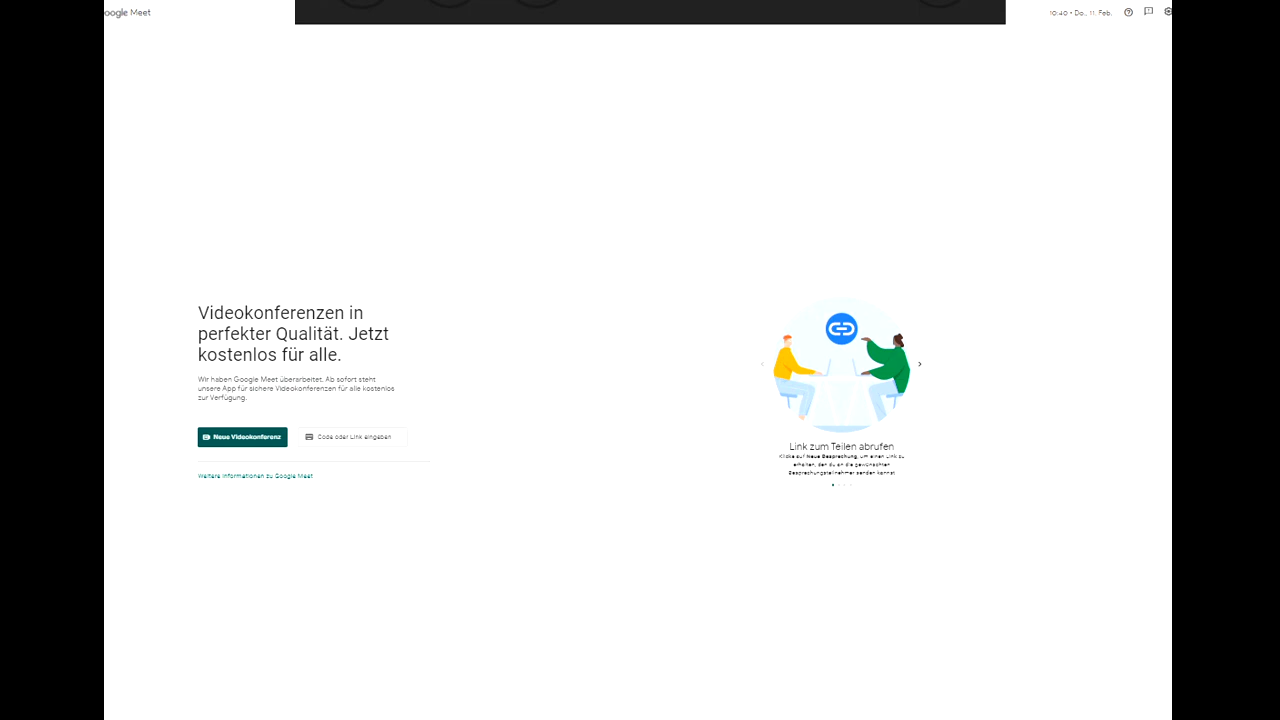 oogle Meet
10:40 • Do., 11. Feb.
Videokonferenzen in
perfekter Qualität. Jetzt
kostenlos für alle.
Wir haben Google Meet überarbeitet. Ab sofort steht
unsere App für sichere Videokonferenzen für alle kostenlos
zur Verfügung.
Neue Videokonferenz
Code oder Link eingeben
Weitere Informationen zu Google Meet
Link zum Teilen abrufen
Klicke auf Neue Besprechung, um einen Link zu
erhalten, den du an die gewünschten
Besprechungsteilnehmer senden kannst